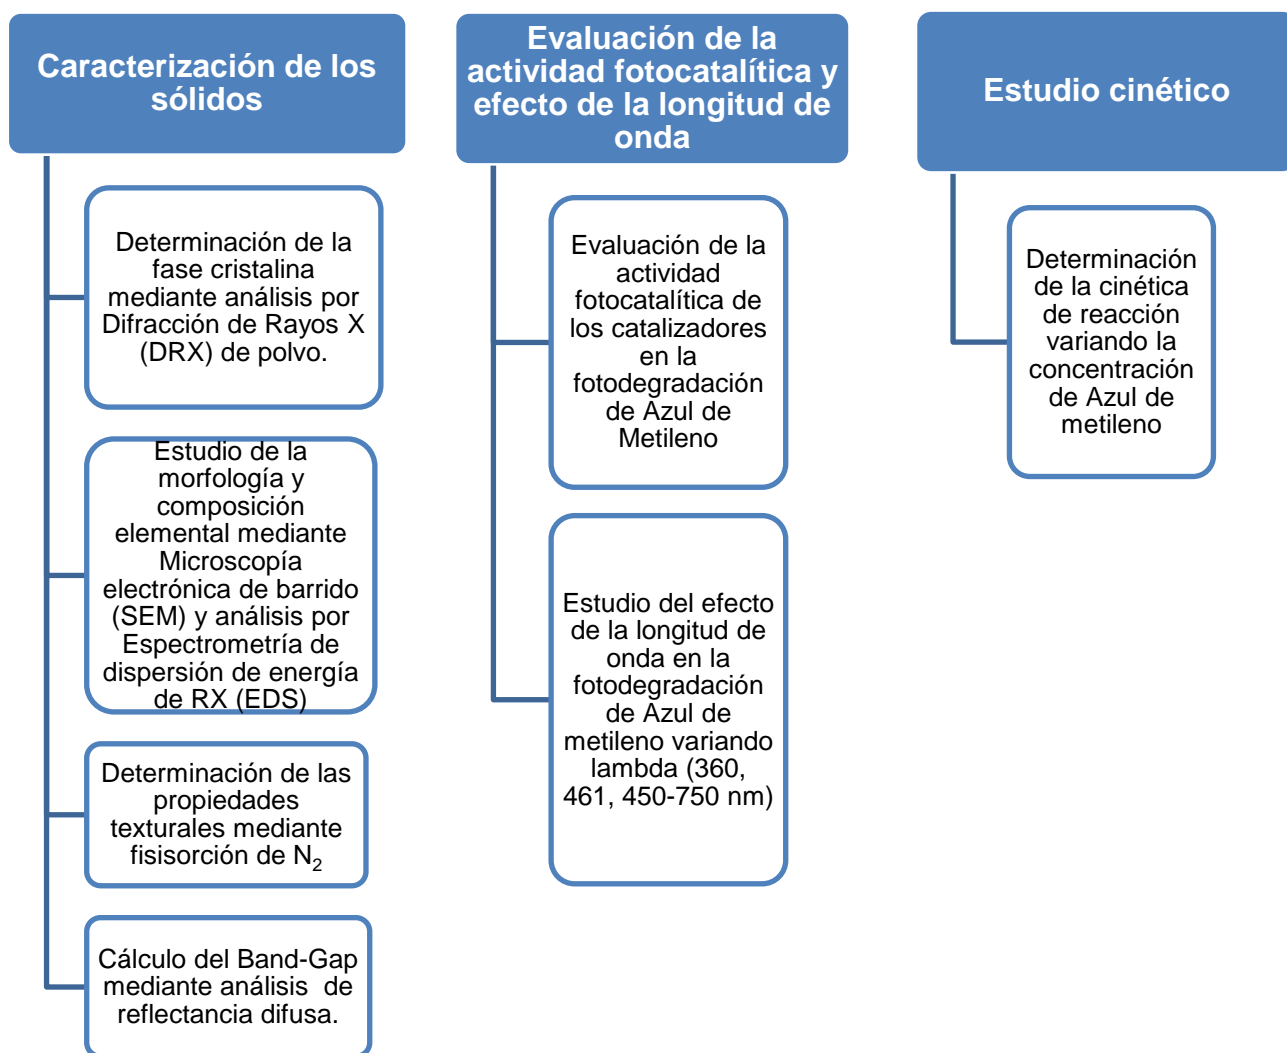 Caracterización de los
sólidos
Determinación de la
fase cristalina
mediante análisis por
Difracción de Rayos X
(DRX) de polvo.
Estudio de la
morfología y
composición
elemental mediante
Microscopía
electrónica de barrido
(SEM) y análisis por
Espectrometría de
dispersión de energía
de RX (EDS)
Determinación de las
propiedades
texturales mediante
fisisorción de N₂
Cálculo del Band-Gap
mediante análisis de
reflectancia difusa.
Evaluación de la
actividad fotocatalítica y
efecto de la longitud de
onda
Evaluación de la
actividad
fotocatalítica de
los catalizadores
en la
fotodegradación
de Azul de
Metileno
Estudio del efecto
de la longitud de
onda en la
fotodegradación
de Azul de
metileno variando
lambda (360,
461, 450-750 nm)
Estudio cinético
Determinación
de la cinética
de reacción
variando la
concentración
de Azul de
metileno